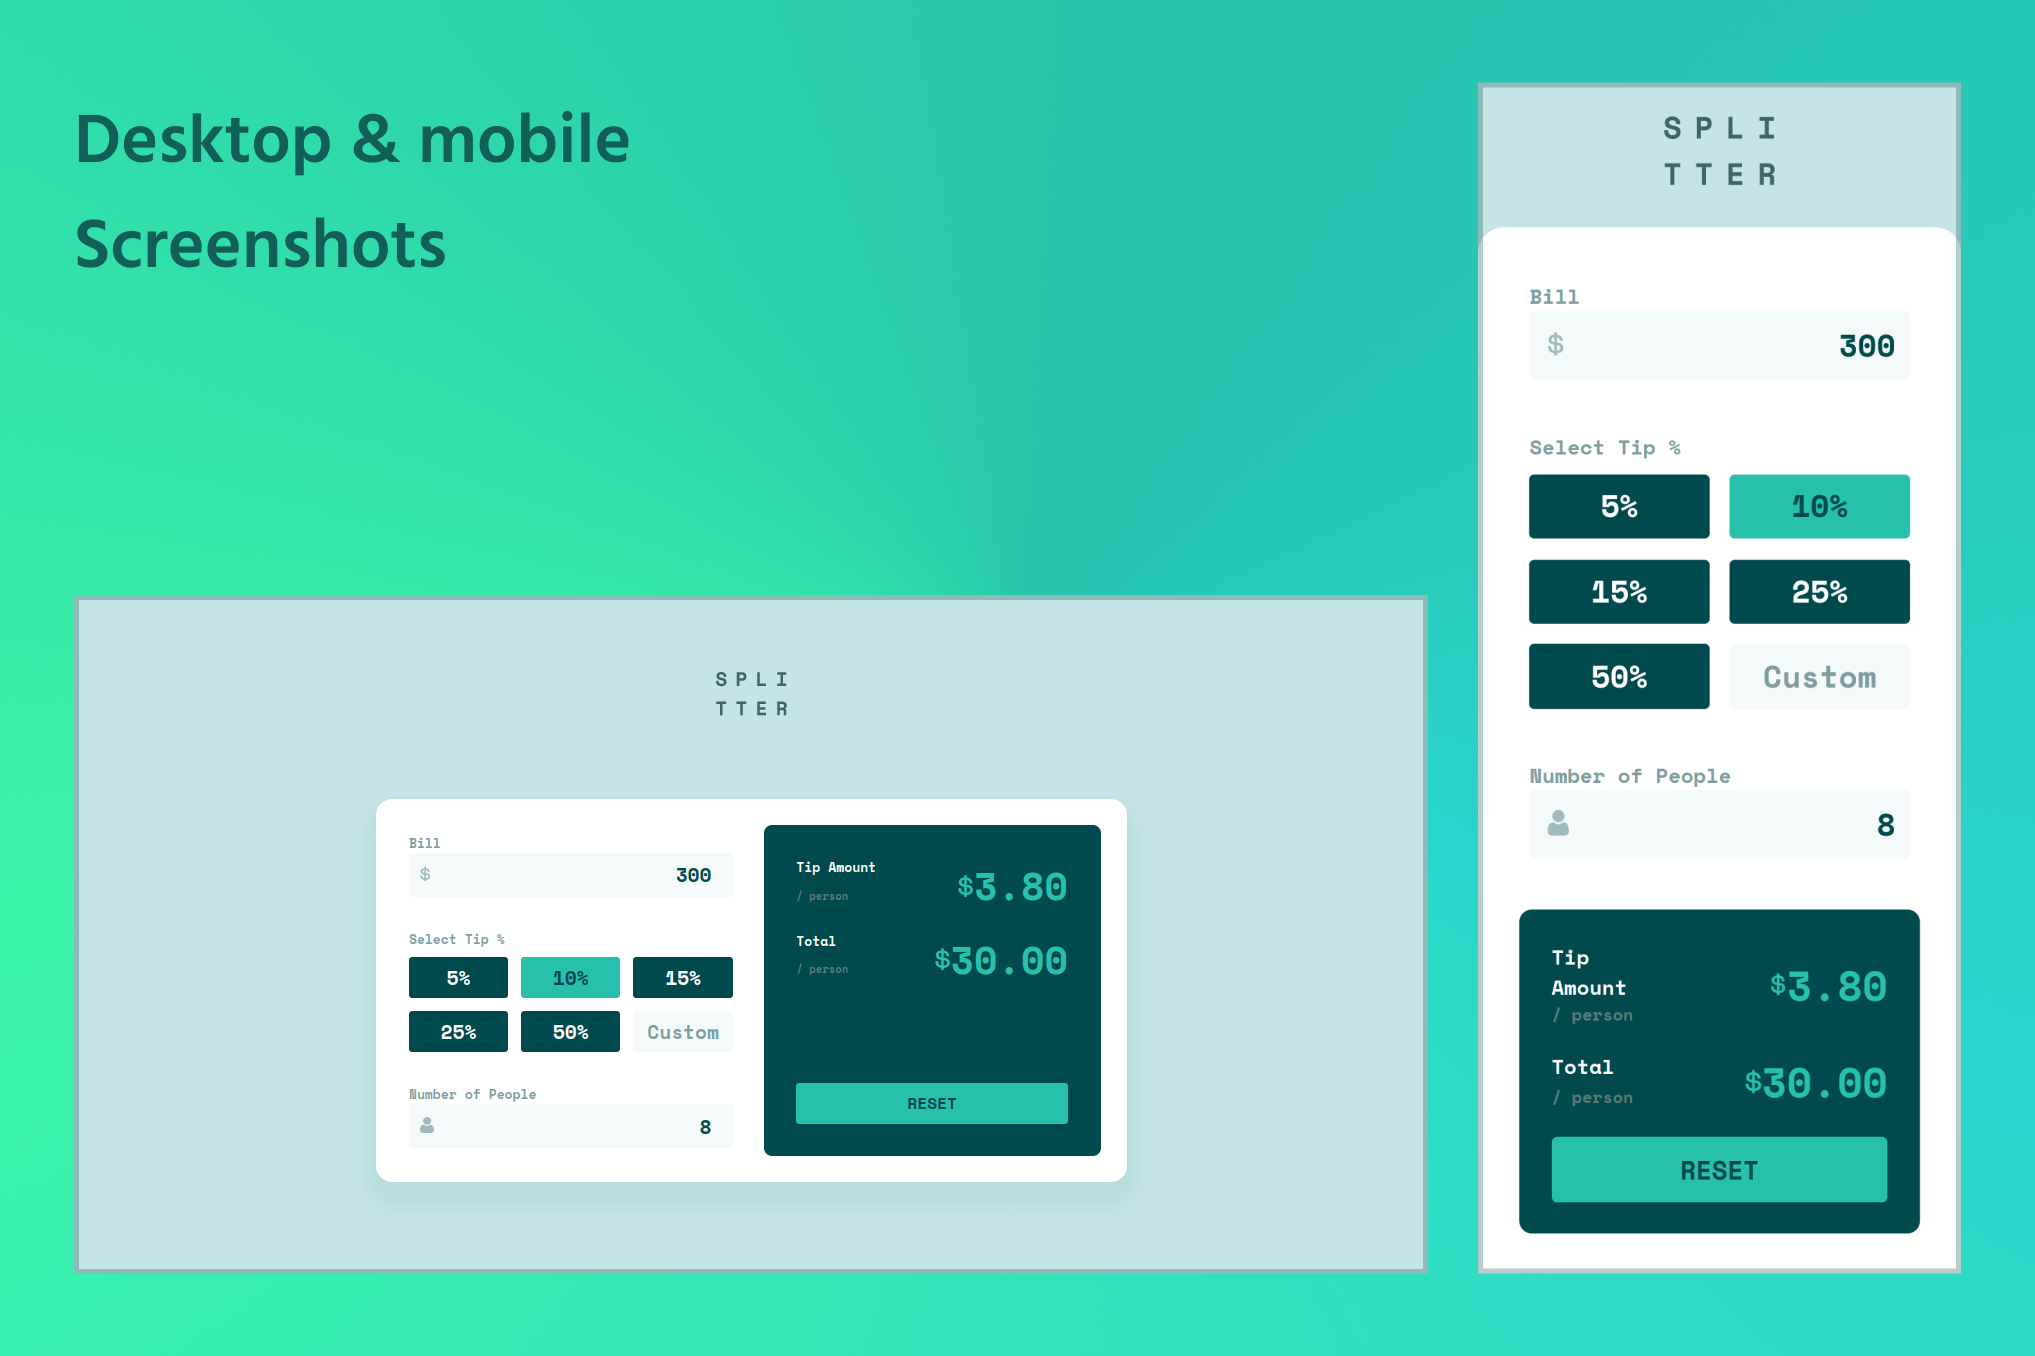 Desktop & mobile
Screenshots
S P L I
T T E R
Bill
$ 300
Select Tip %
5% 10% 15%
25% 50% Custom
Number of People
8
Tip Amount
/ person
$3.80
Total
/ person
$30.00
RESET
S P L I
T T E R
Bill
$ 300
Select Tip %
5% 10%
15% 25%
50% Custom
Number of People
8
Tip
Amount
/ person
$3.80
Total
/ person
$30.00
RESET